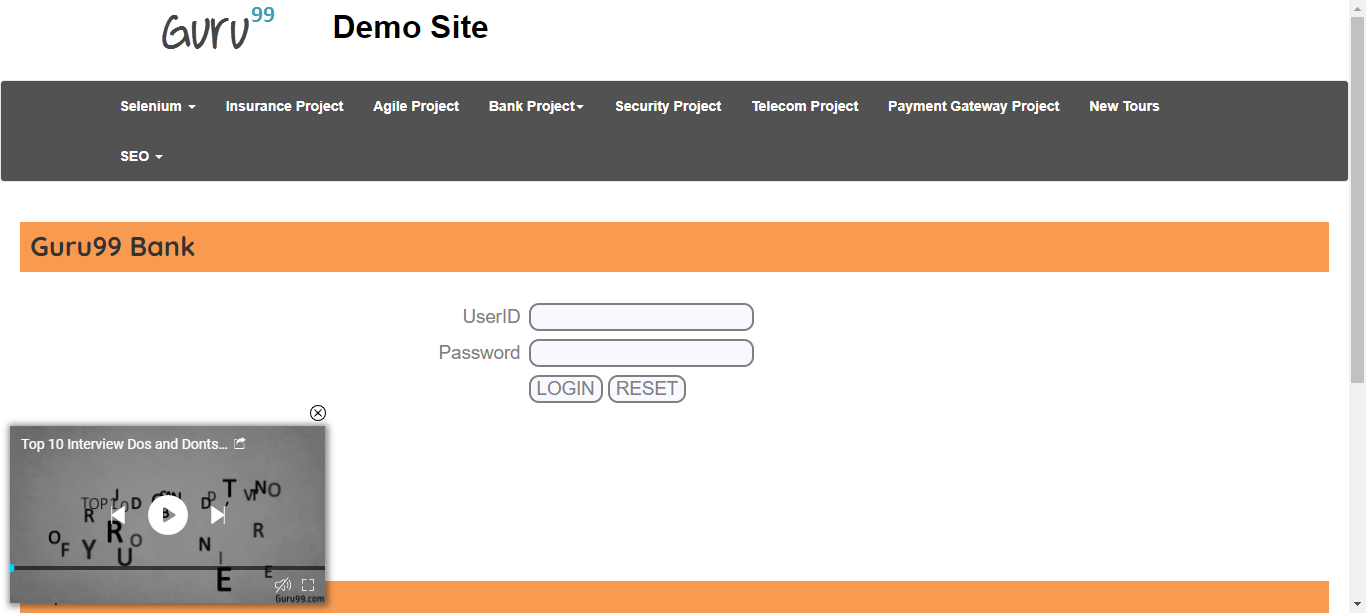 Guru99
Demo Site
Selenium Insurance Project Agile Project Bank Project Security Project Telecom Project Payment Gateway Project New Tours
SEO
Guru99 Bank
UserID
Password
LOGIN RESET
Top 10 Interview Dos and Donts...
Guru99.com